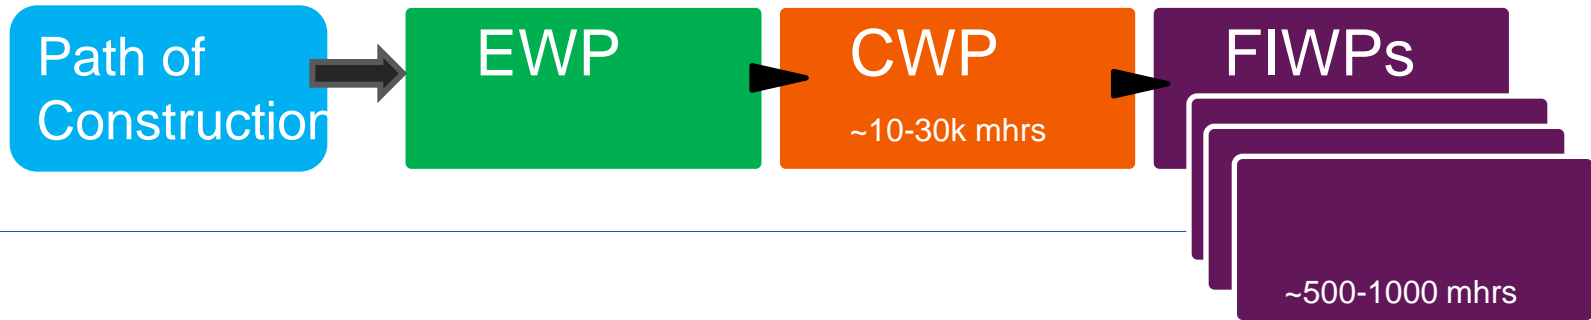 Path of
Construction
EWP
CWP
~10-30k mhrs
FIWPs
~500-1000 mhrs